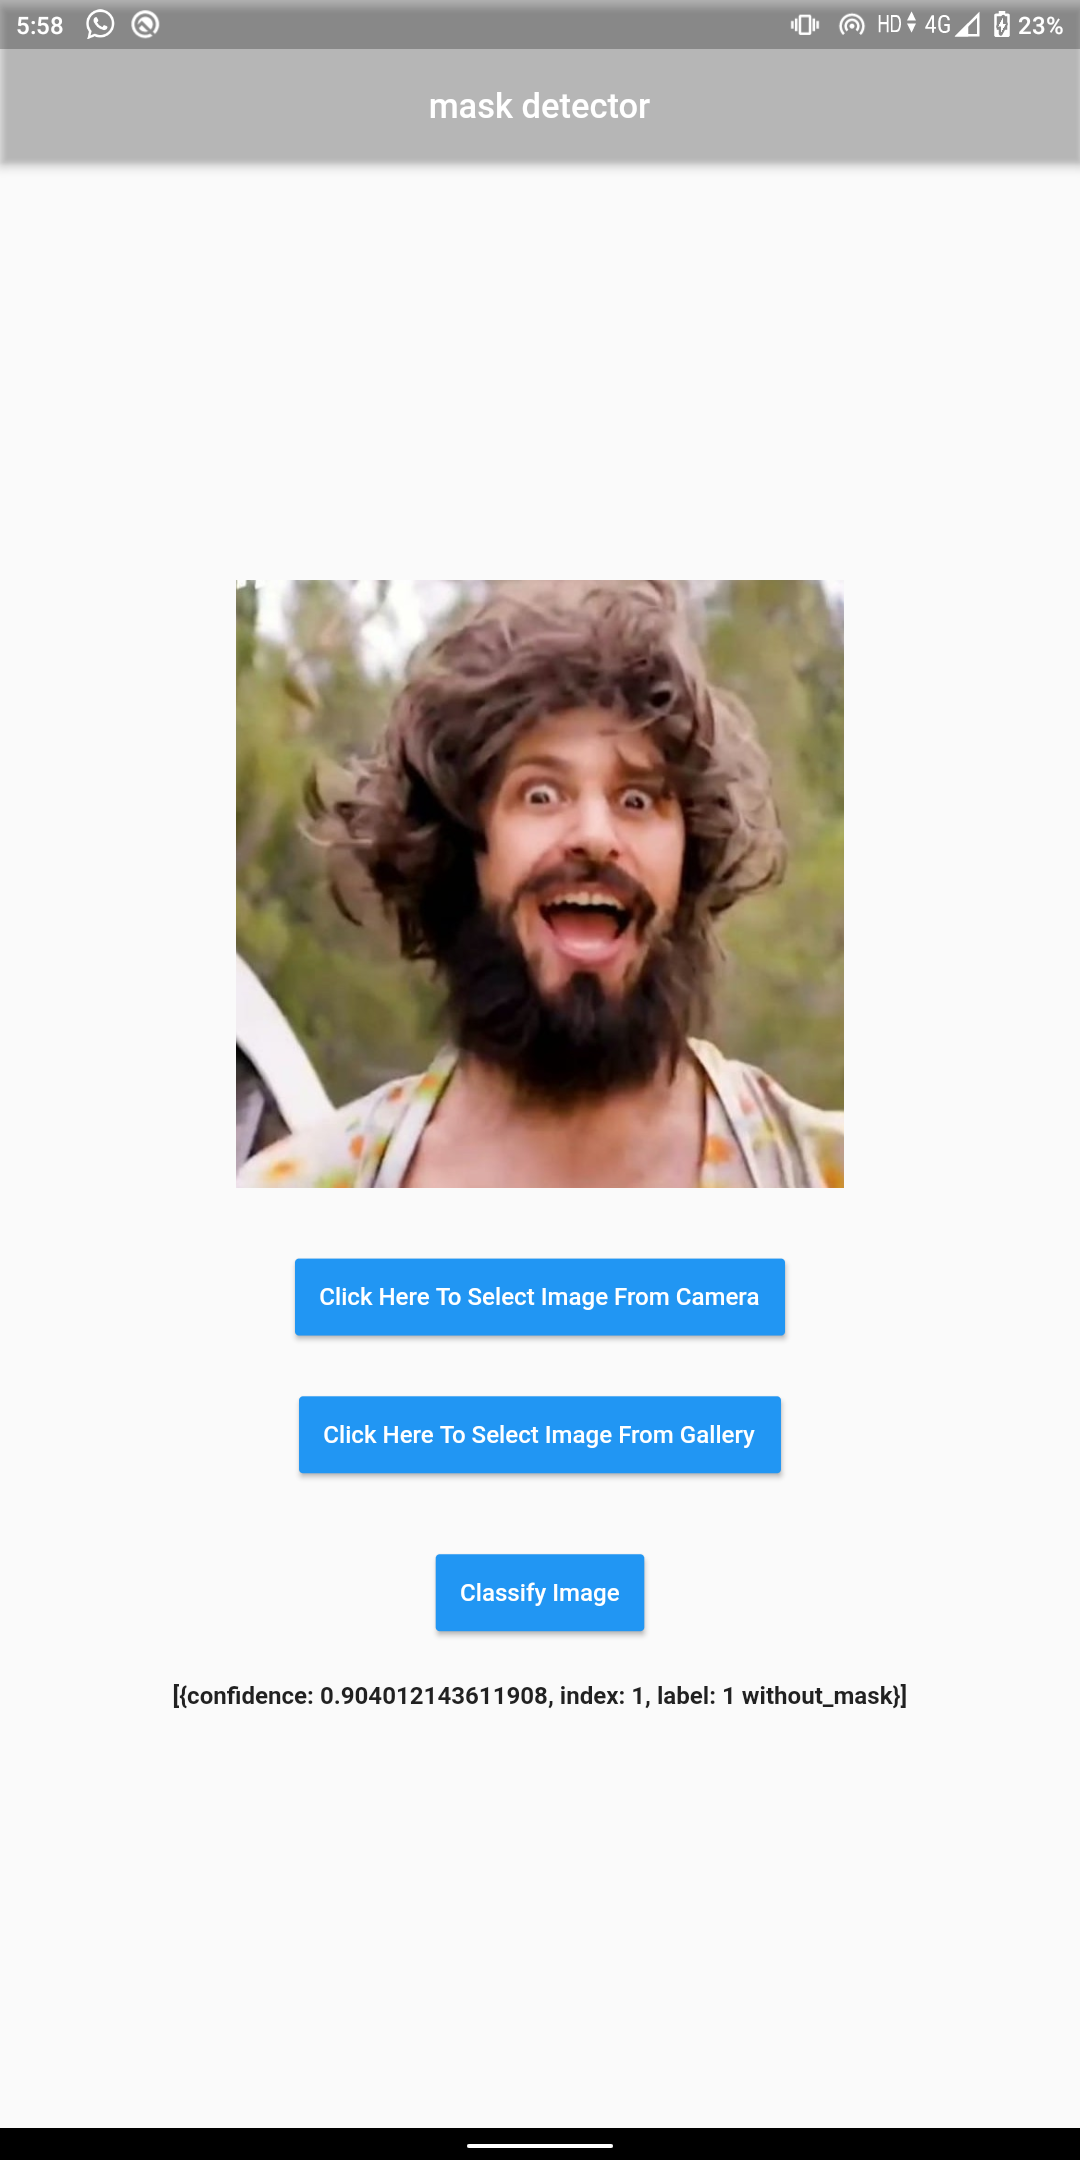 5:58 HD 4G 23%
mask detector
Click Here To Select Image From Camera
Click Here To Select Image From Gallery
Classify Image
[{confidence: 0.904012143611908, index: 1, label: 1 without_mask}]